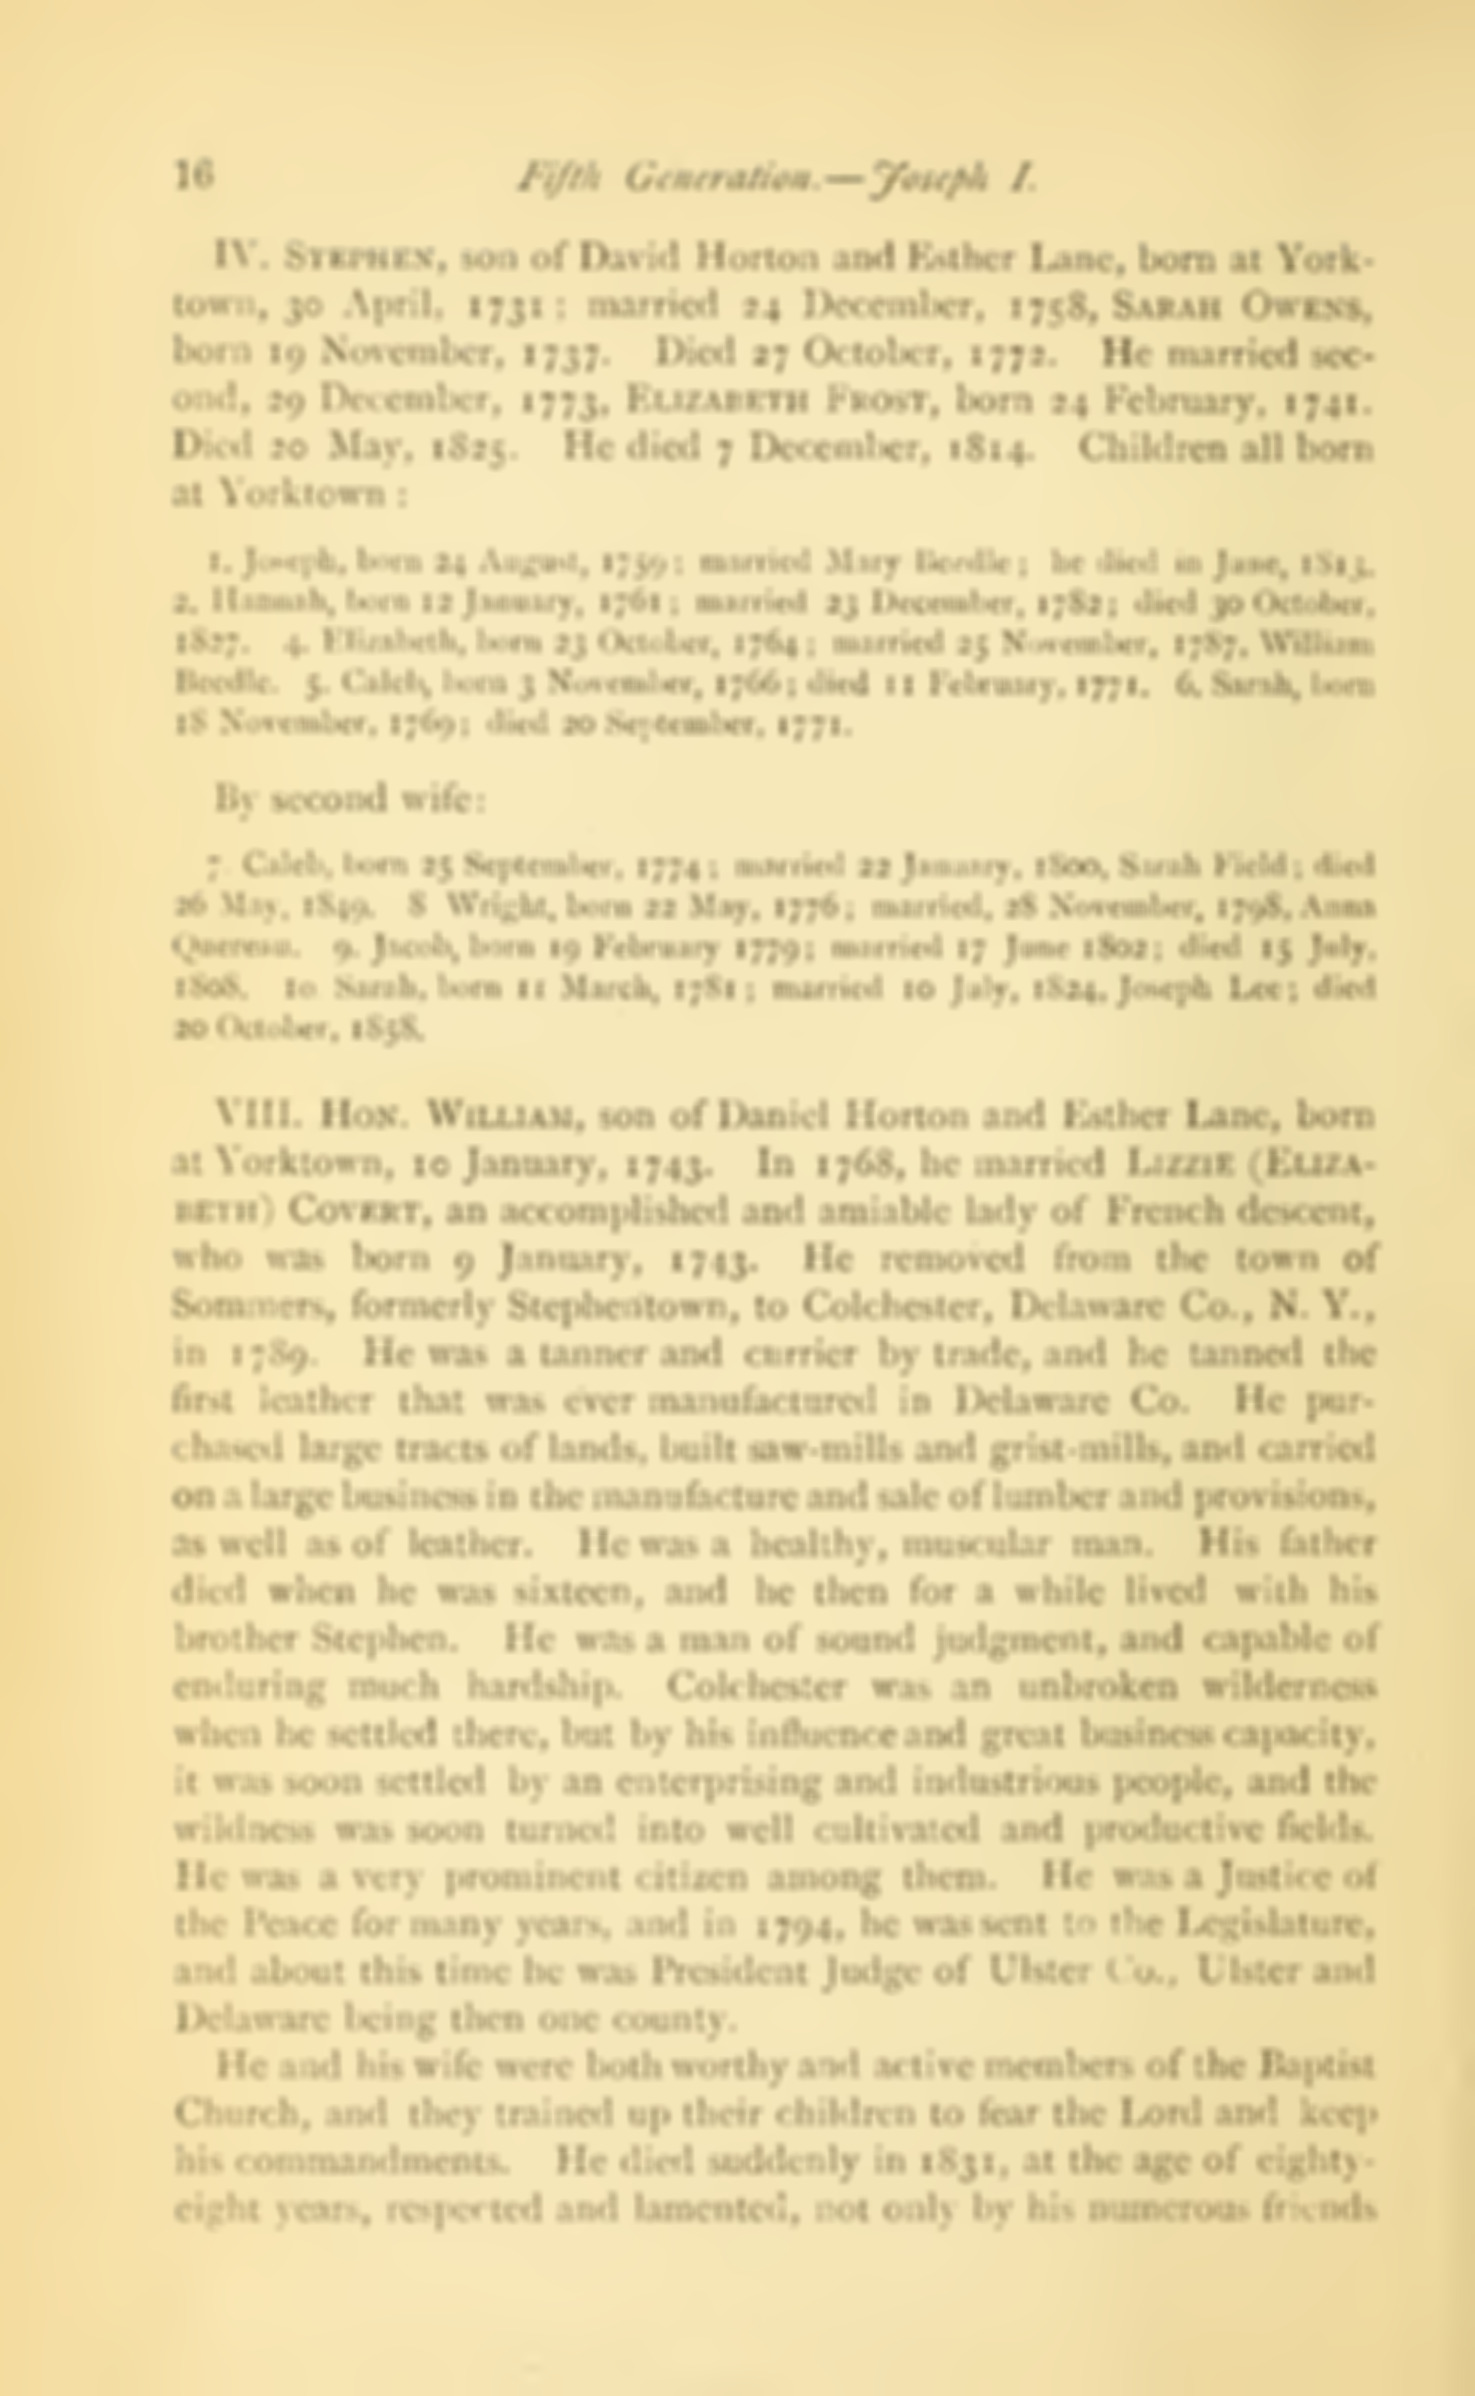 16 Fifth Generation.—Joseph I.
IV. STEPHEN, son of David Horton and Esther Lane, born at York-
town, 30 April, 1731; married 24 December, 1758, SARAH OWENS,
born 19 November, 1737. Died 27 October, 1772. He married sec-
ond, 29 December, 1773, ELIZABETH FROST, born 24 February, 1741.
Died 20 May, 1825. He died 7 December, 1814. Children all born
at Yorktown:
1. Joseph, born 24 August, 1759; married Mary Beedle; he died in June, 1813.
2. Hannah, born 12 January, 1761; married 23 December, 1782; died 30 October,
1827. 4. Elizabeth, born 23 October, 1764; married 25 November, 1787, William
Beedle. 5. Caleb, born 3 November, 1766; died 11 February, 1771. 6. Sarah, born
18 November, 1769; died 20 September, 1771.
By second wife:
7. Caleb, born 25 September, 1774; married 22 January, 1800, Sarah Field; died
26 May, 1849. 8 Wright, born 22 May, 1776; married, 28 November, 1798, Anna
Quereau. 9. Jacob, born 19 February 1779; married 17 June 1802; died 15 July,
1808. 10 Sarah, born 11 March, 1781; married 10 July, 1824, Joseph Lee; died
20 October, 1858.
VIII. HON. WILLIAM, son of Daniel Horton and Esther Lane, born
at Yorktown, 10 January, 1743. In 1768, he married LIZZIE (ELIZA-
BETH) COVERT, an accomplished and amiable lady of French descent,
who was born 9 January, 1743. He removed from the town of
Sommers, formerly Stephentown, to Colchester, Delaware Co., N. Y.,
in 1789. He was a tanner and currier by trade, and he tanned the
first leather that was ever manufactured in Delaware Co. He pur-
chased large tracts of lands, built saw-mills and grist-mills, and carried
on a large business in the manufacture and sale of lumber and provisions,
as well as of leather. He was a healthy, muscular man. His father
died when he was sixteen, and he then for a while lived with his
brother Stephen. He was a man of sound judgment, and capable of
enduring much hardship. Colchester was an unbroken wilderness
when he settled there, but by his influence and great business capacity,
it was soon settled by an enterprising and industrious people, and the
wildness was soon turned into well cultivated and productive fields.
He was a very prominent citizen among them. He was a Justice of
the Peace for many years, and in 1794, he was sent to the Legislature,
and about this time he was President Judge of Ulster Co., Ulster and
Delaware being then one county.
He and his wife were both worthy and active members of the Baptist
Church, and they trained up their children to fear the Lord and keep
his commandments. He died suddenly in 1831, at the age of eighty-
eight years, respected and lamented, not only by his numerous friends